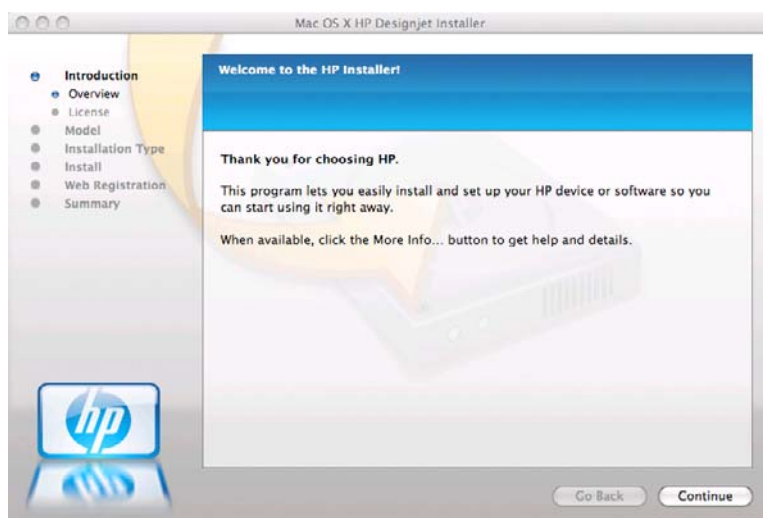 Mac OS X HP Designjet Installer
Introduction
Overview
License
Model
Installation Type
Install
Web Registration
Summary
Welcome to the HP Installer!
Thank you for choosing HP.
This program lets you easily install and set up your HP device or software so you
can start using it right away.
When available, click the More Info... button to get help and details.
hp
Go Back
Continue